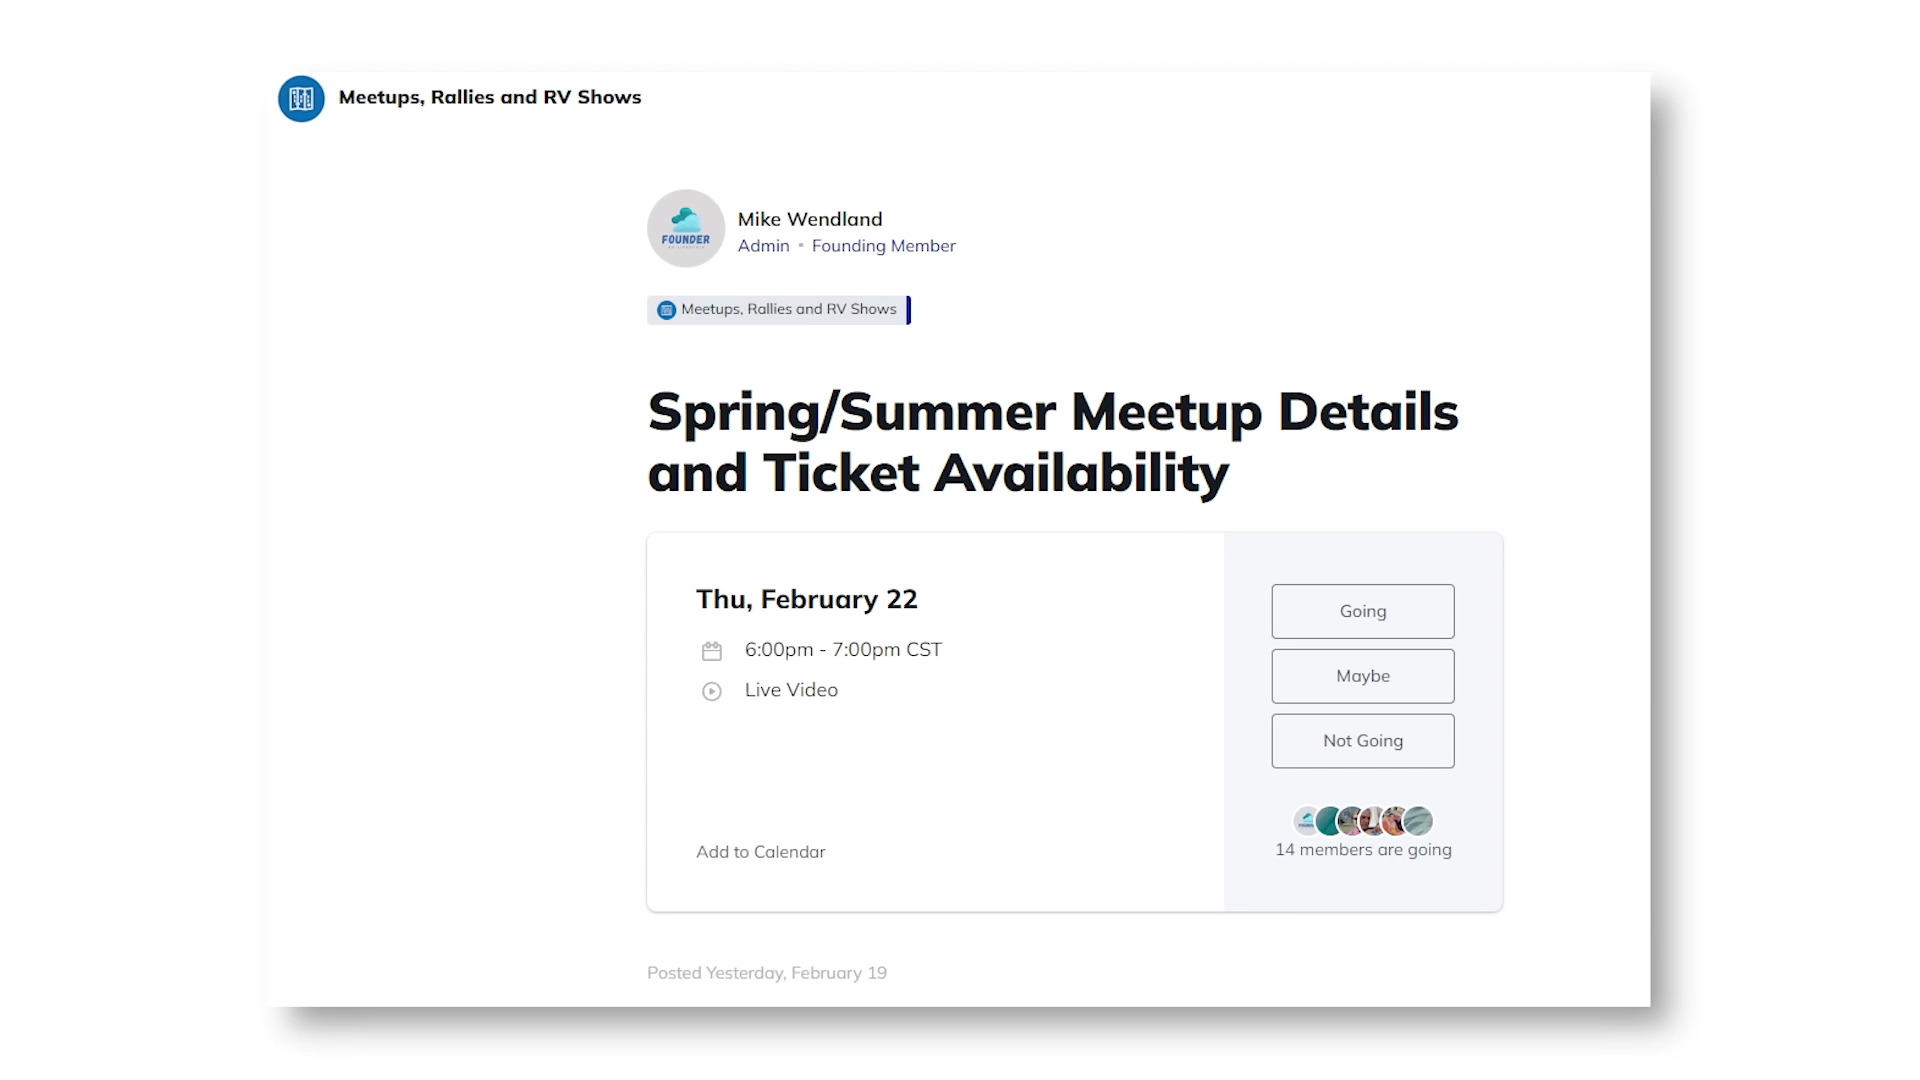 Meetups, Rallies and RV Shows
Mike Wendland
FOUNDER
Admin • Founding Member
Meetups, Rallies and RV Shows
Spring/Summer Meetup Details
and Ticket Availability
Thu, February 22
6:00pm - 7:00pm CST
Live Video
Add to Calendar
Going
Maybe
Not Going
14 members are going
Posted Yesterday, February 19